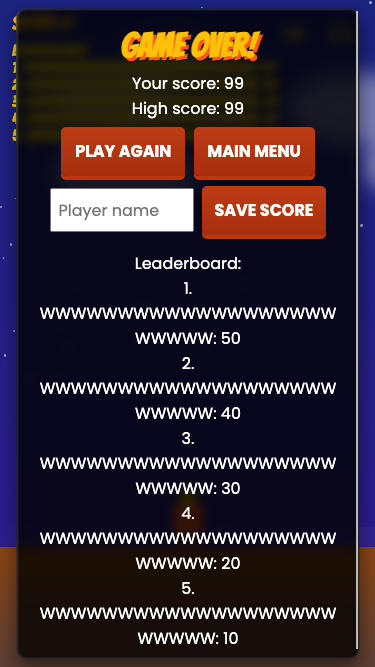 GAME OVER!
Your score: 99
High score: 99
PLAY AGAIN MAIN MENU
Player name SAVE SCORE
Leaderboard:
1.
WWWWWWWWWWWWWWWWWWWW
WWWWW: 50
2.
WWWWWWWWWWWWWWWWWWWW
WWWWW: 40
3.
WWWWWWWWWWWWWWWWWWWW
WWWWW: 30
4.
WWWWWWWWWWWWWWWWWWWW
WWWWW: 20
5.
WWWWWWWWWWWWWWWWWWWW
WWWWW: 10